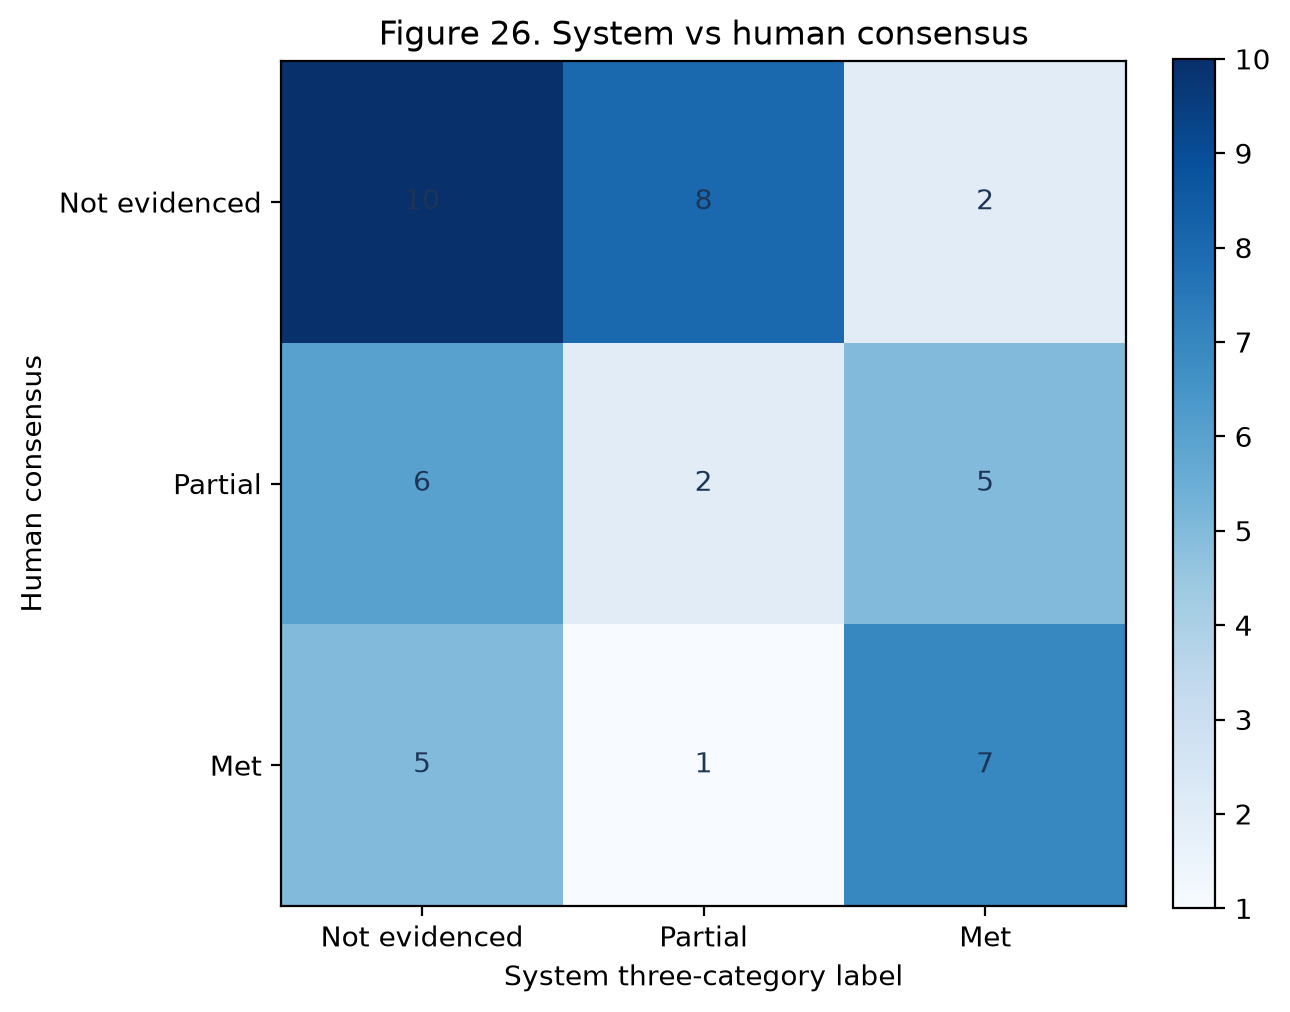 Figure 26. System vs human consensus
Not evidenced
10
8
2
Partial
6
2
5
Met
5
1
7
Not evidenced
Partial
Met
System three-category label
Human consensus
10
9
8
7
6
5
4
3
2
1